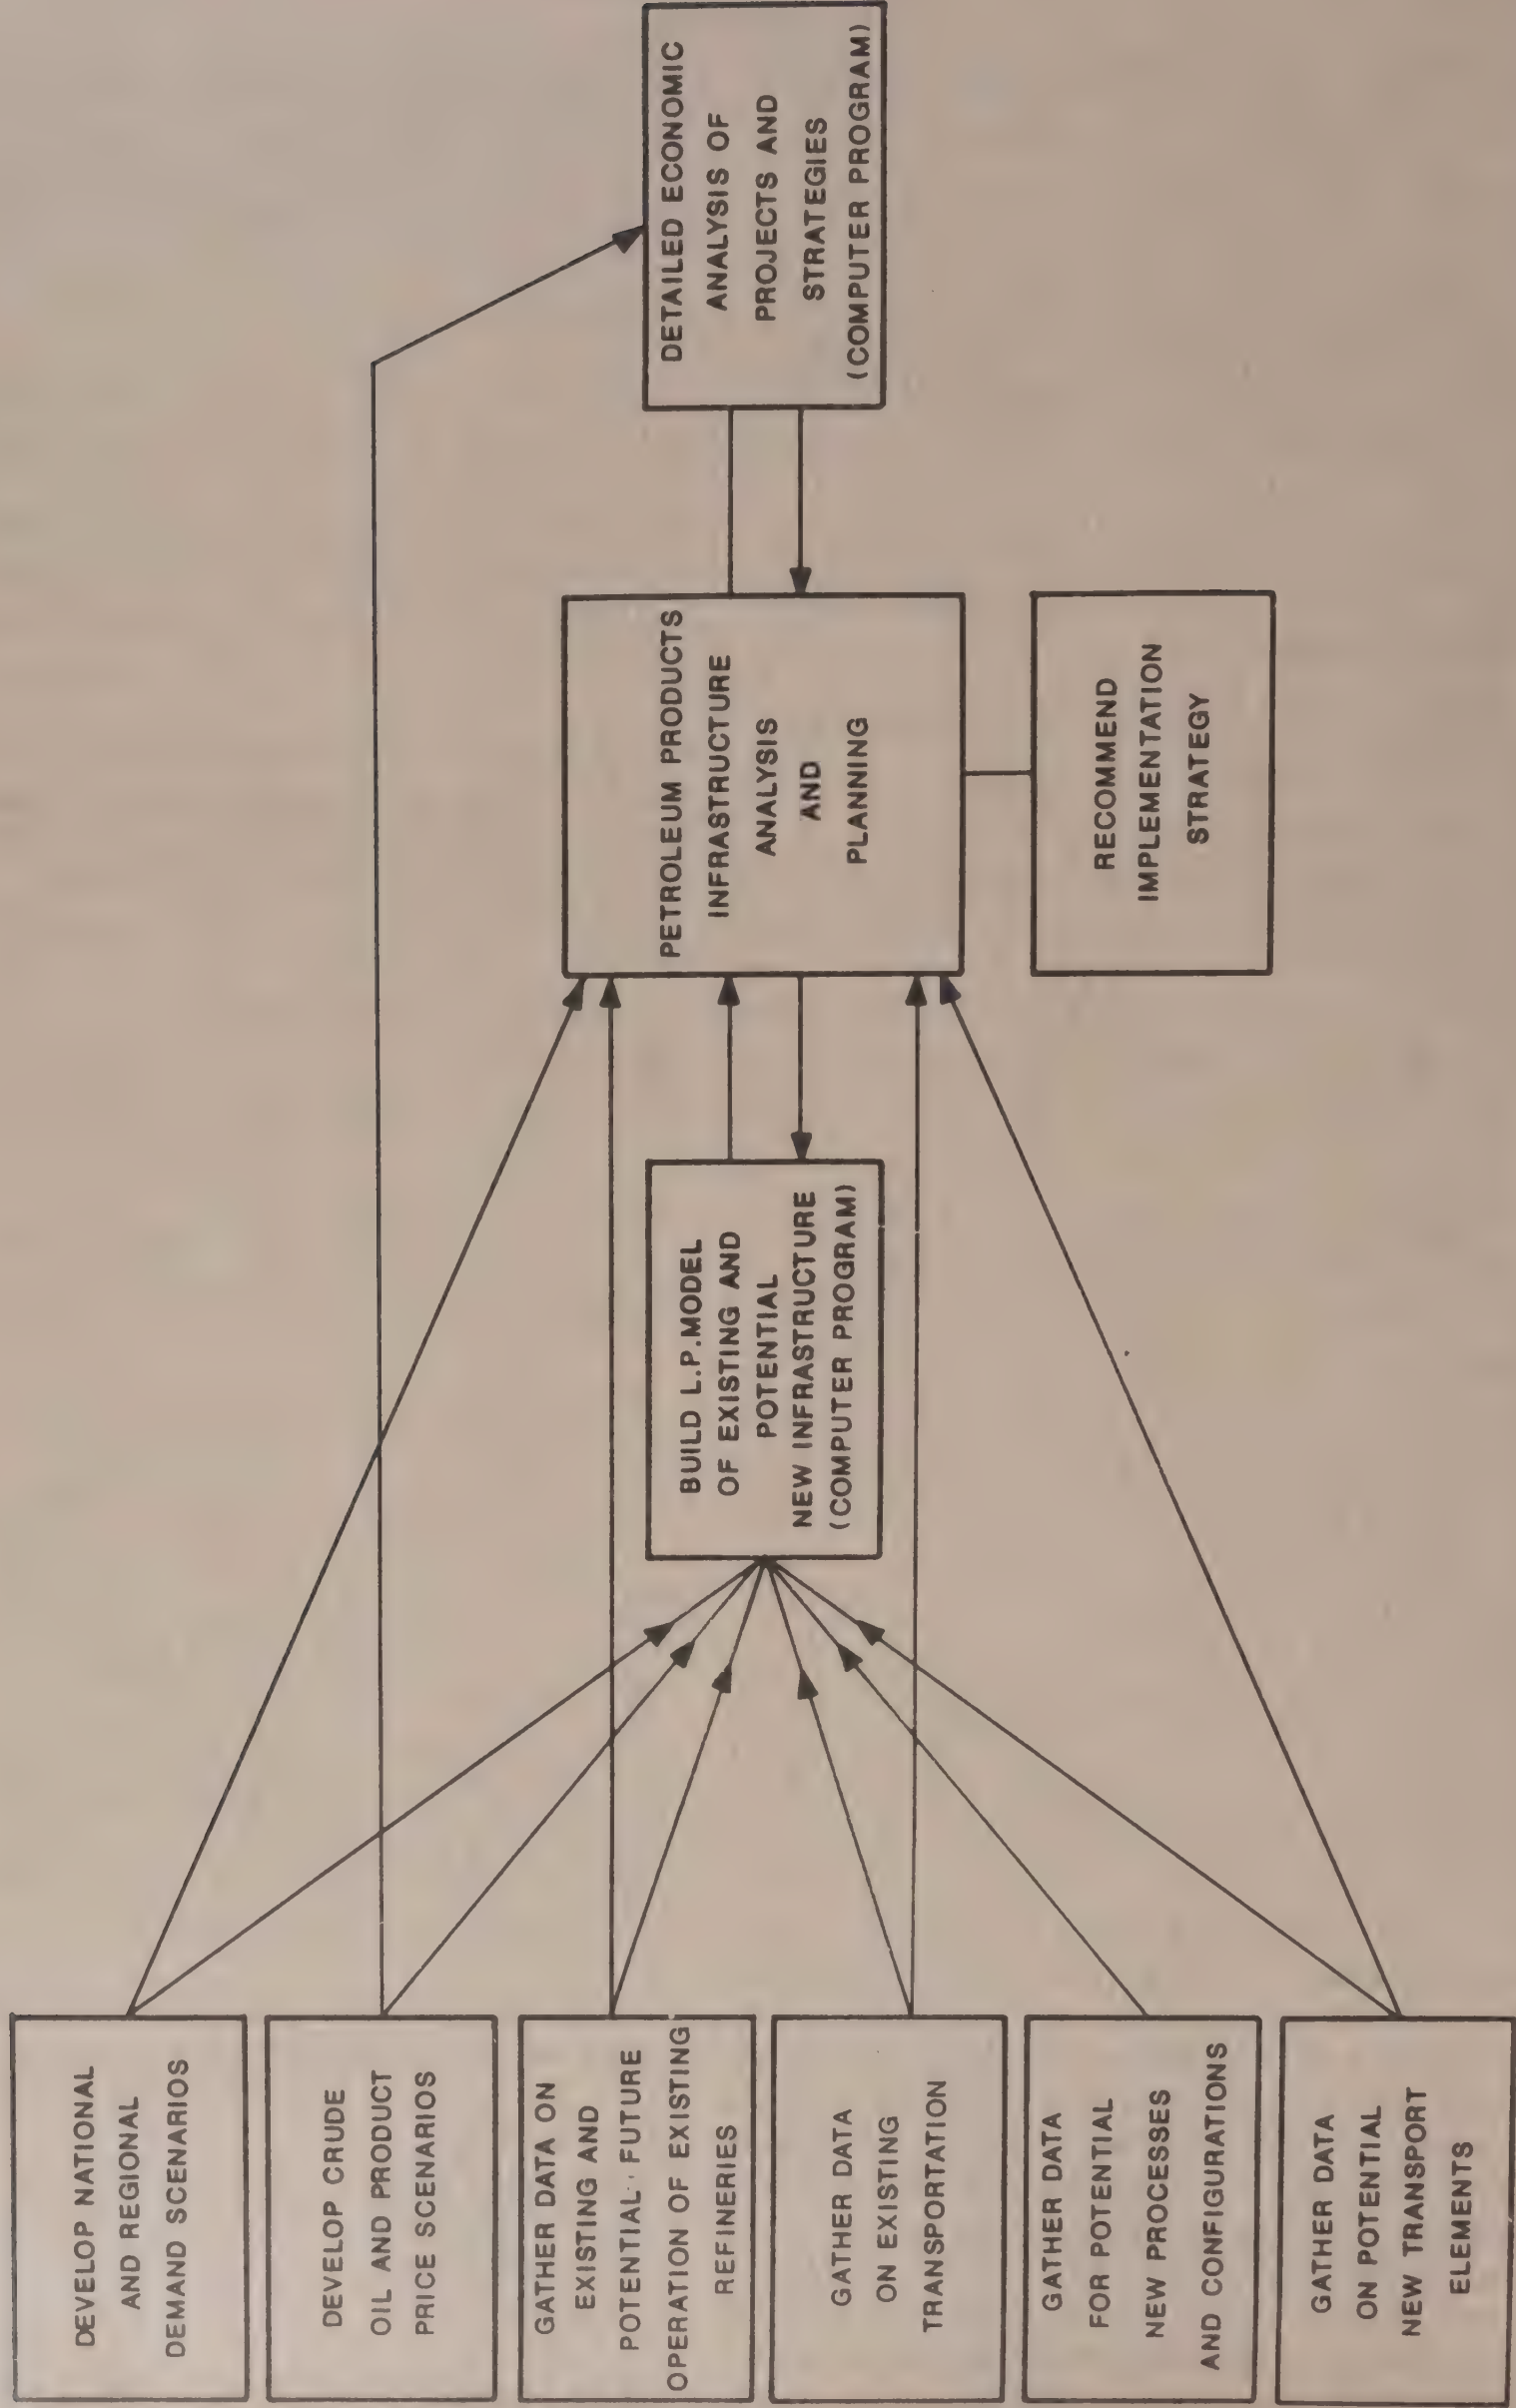 DEVELOP NATIONAL
AND REGIONAL
DEMAND SCENARIOS
DEVELOP CRUDE
OIL AND PRODUCT
PRICE SCENARIOS
GATHER DATA ON
EXISTING AND
POTENTIAL FUTURE
OPERATION OF EXISTING
REFINERIES
GATHER DATA
ON EXISTING
TRANSPORTATION
GATHER DATA
FOR POTENTIAL
NEW PROCESSES
AND CONFIGURATIONS
GATHER DATA
ON POTENTIAL
NEW TRANSPORT
ELEMENTS
BUILD L.P.MODEL
OF EXISTING AND
POTENTIAL
NEW INFRASTRUCTURE
(COMPUTER PROGRAM)
PETROLEUM PRODUCTS
INFRASTRUCTURE
ANALYSIS
AND
PLANNING
RECOMMEND
IMPLEMENTATION
STRATEGY
DETAILED ECONOMIC
ANALYSIS OF
PROJECTS AND
STRATEGIES
(COMPUTER PROGRAM)